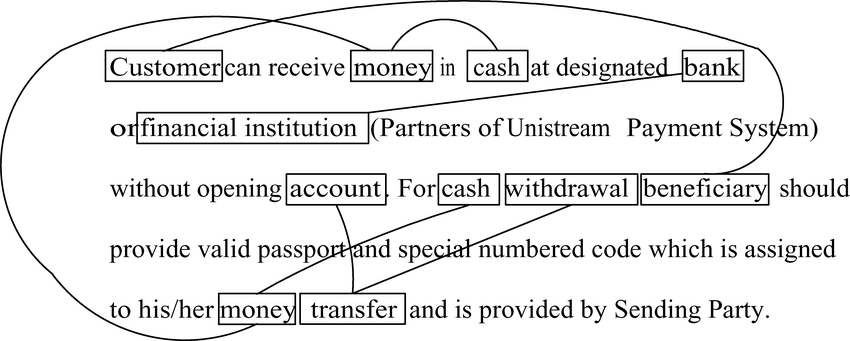 Customer can receive money in cash at designated bank
or financial institution (Partners of Unistream Payment System)
without opening account. For cash withdrawal beneficiary should
provide valid passport and special numbered code which is assigned
to his/her money transfer and is provided by Sending Party.